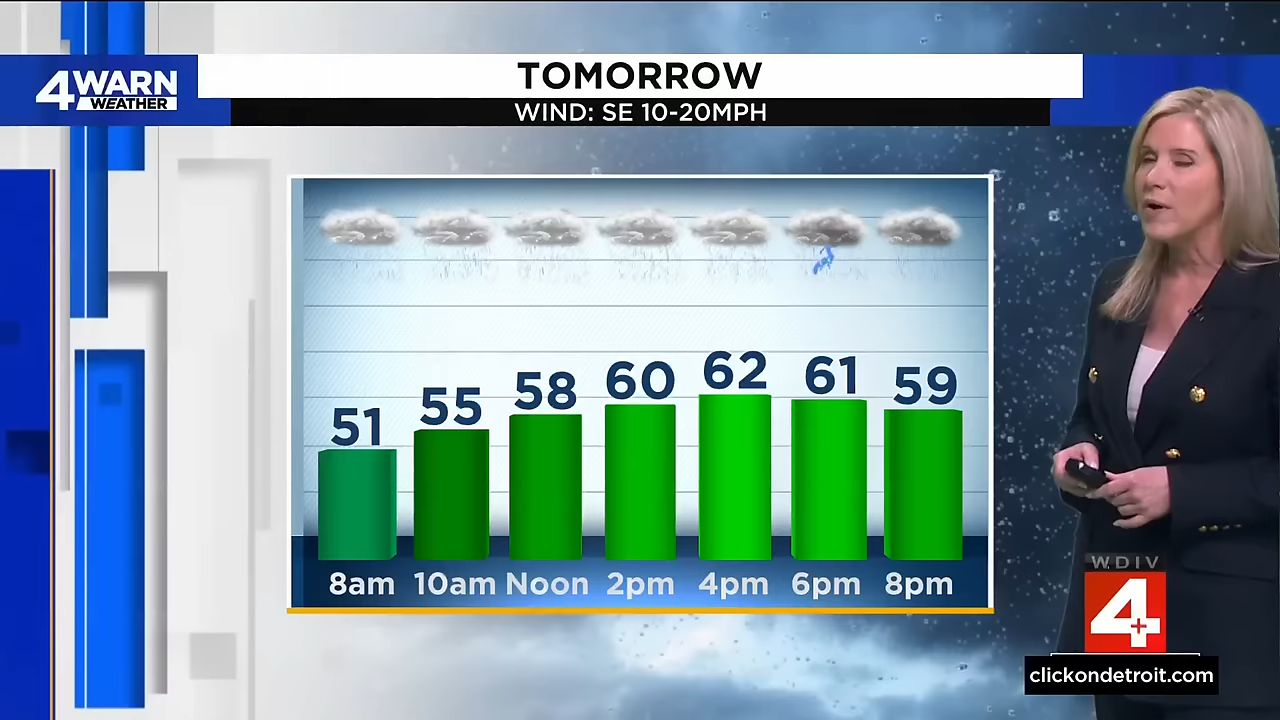 4WARN
WEATHER
TOMORROW
WIND: SE 10-20MPH
51 55 58 60 62 61 59
8am 10am Noon 2pm 4pm 6pm 8pm
WDIV
4
clickondetroit.com